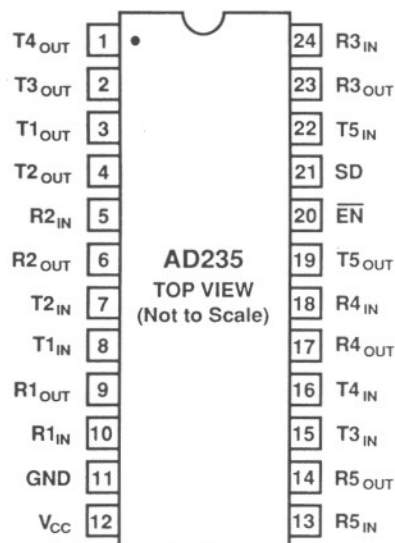 T4OUT 1 24 R3IN
T3OUT 2 23 R3OUT
T1OUT 3 22 T5IN
T2OUT 4 21 SD
R2IN 5 20 E̅N̅
R2OUT 6 19 T5OUT
AD235
TOP VIEW
(Not to Scale)
T2IN 7 18 R4IN
T1IN 8 17 R4OUT
R1OUT 9 16 T4IN
R1IN 10 15 T3IN
GND 11 14 R5OUT
VCC 12 13 R5IN